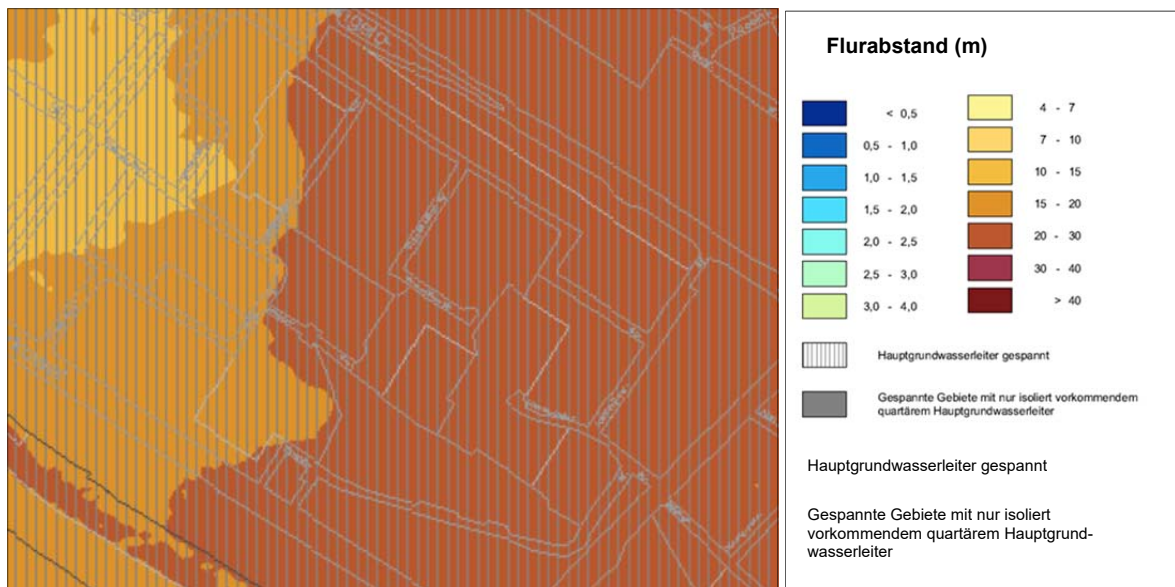 Flurabstand (m)
< 0,5
0,5 - 1,0
1,0 - 1,5
1,5 - 2,0
2,0 - 2,5
2,5 - 3,0
3,0 - 4,0
4 - 7
7 - 10
10 - 15
15 - 20
20 - 30
30 - 40
> 40
Hauptgrundwasserleiter gespannt
Gespannte Gebiete mit nur isoliert vorkommendem
quartärem Hauptgrundwasserleiter
Hauptgrundwasserleiter gespannt
Gespannte Gebiete mit nur isoliert
vorkommendem quartärem Hauptgrund-
wasserleiter